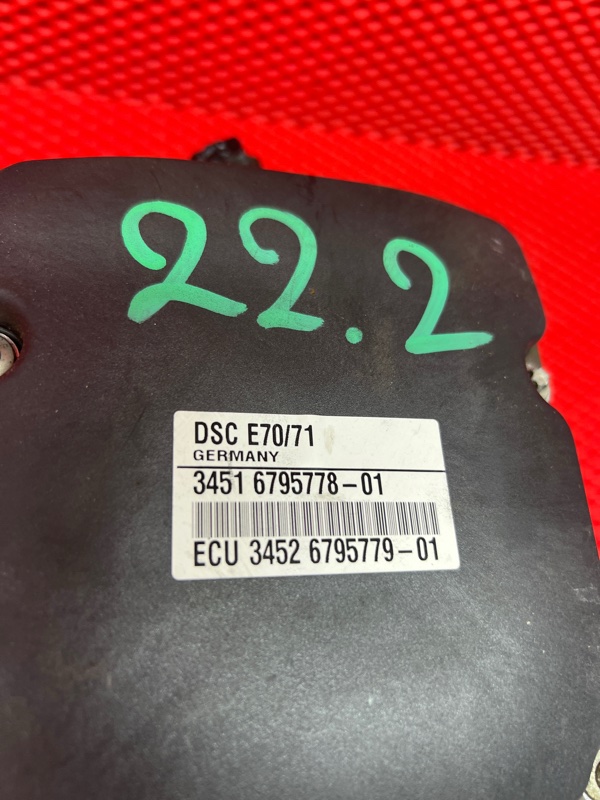 22.2
DSC E70/71
GERMANY
3451 6795778-01
ECU 3452 6795779-01